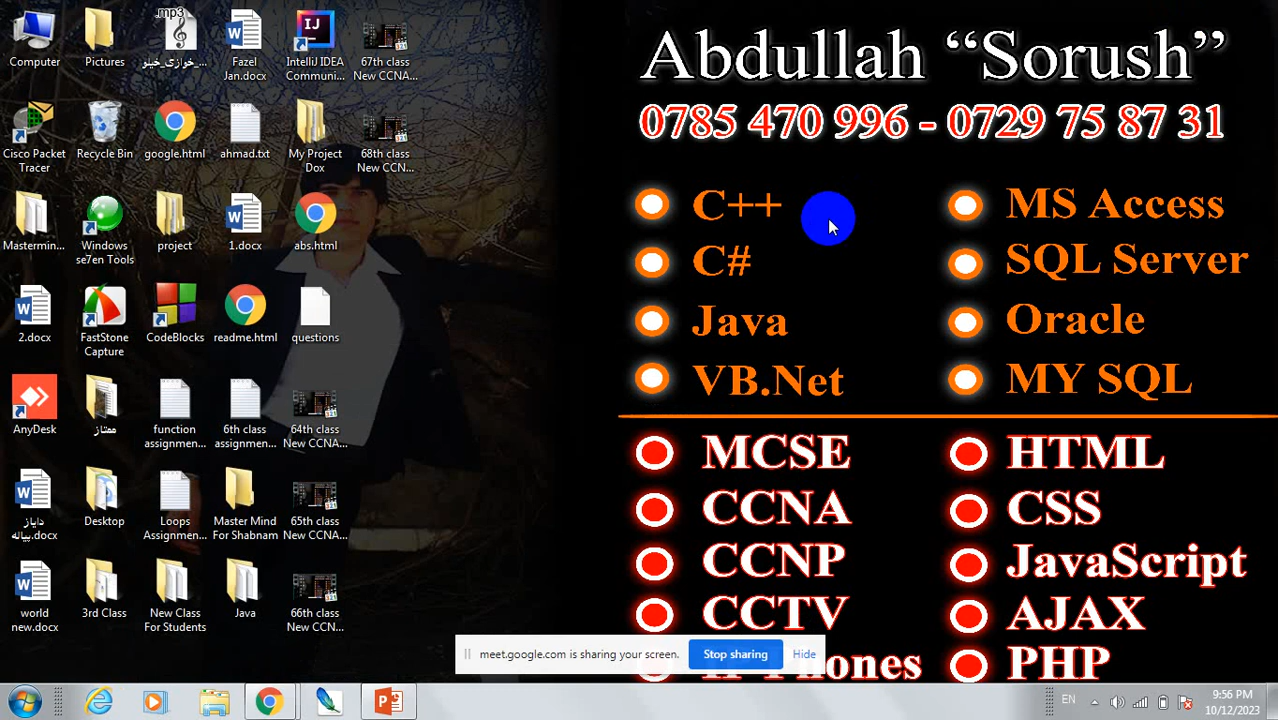 Computer
Pictures
.mp3
خوازی_خیلو_...
Fazel
Jan.docx
IntelliJ IDEA
Communi...
67th class
New CCNA...
Cisco Packet
Tracer
Recycle Bin
google.html
ahmad.txt
My Project
Dox
68th class
New CCN...
Mastermin...
Windows
se7en Tools
project
1.docx
abs.html
2.docx
FastStone
Capture
CodeBlocks
readme.html
questions
AnyDesk
ممتاز
function
assignmen...
6th class
assignmen...
64th class
New CCNA...
Desktop
Loops
Assignmen...
Master Mind
For Shabnam
65th class
New CCNA...
world
new.docx
3rd Class
New Class
For Students
Java
66th class
New CCN...
Abdullah “Sorush”
0785 470 996 - 0729 75 87 31
C++
MS Access
C#
SQL Server
Java
Oracle
VB.Net
MY SQL
MCSE
HTML
CCNA
CSS
CCNP
JavaScript
CCTV
AJAX
PHP
meet.google.com is sharing your screen.
Stop sharing
Hide
EN
9:56 PM
10/12/2023